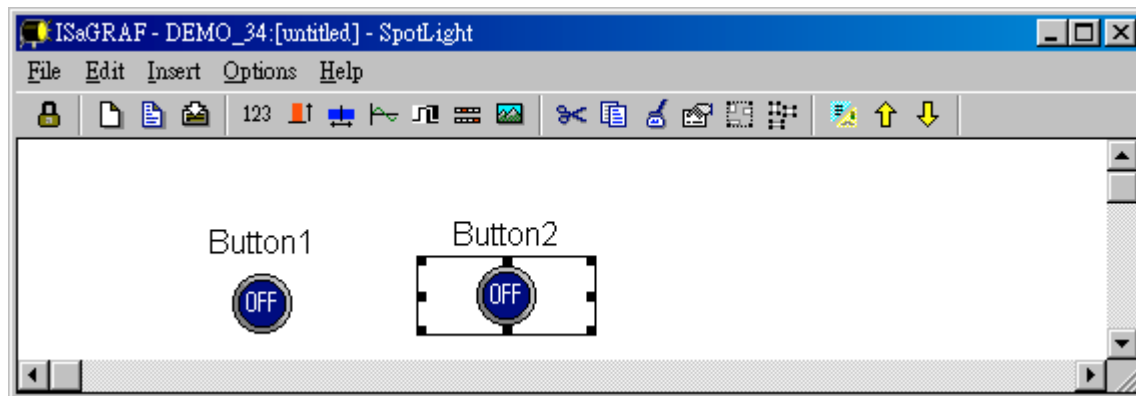 ISaGRAF - DEMO_34:[untitled] - SpotLight
File Edit Insert Options Help
123
Button1 Button2
OFF OFF